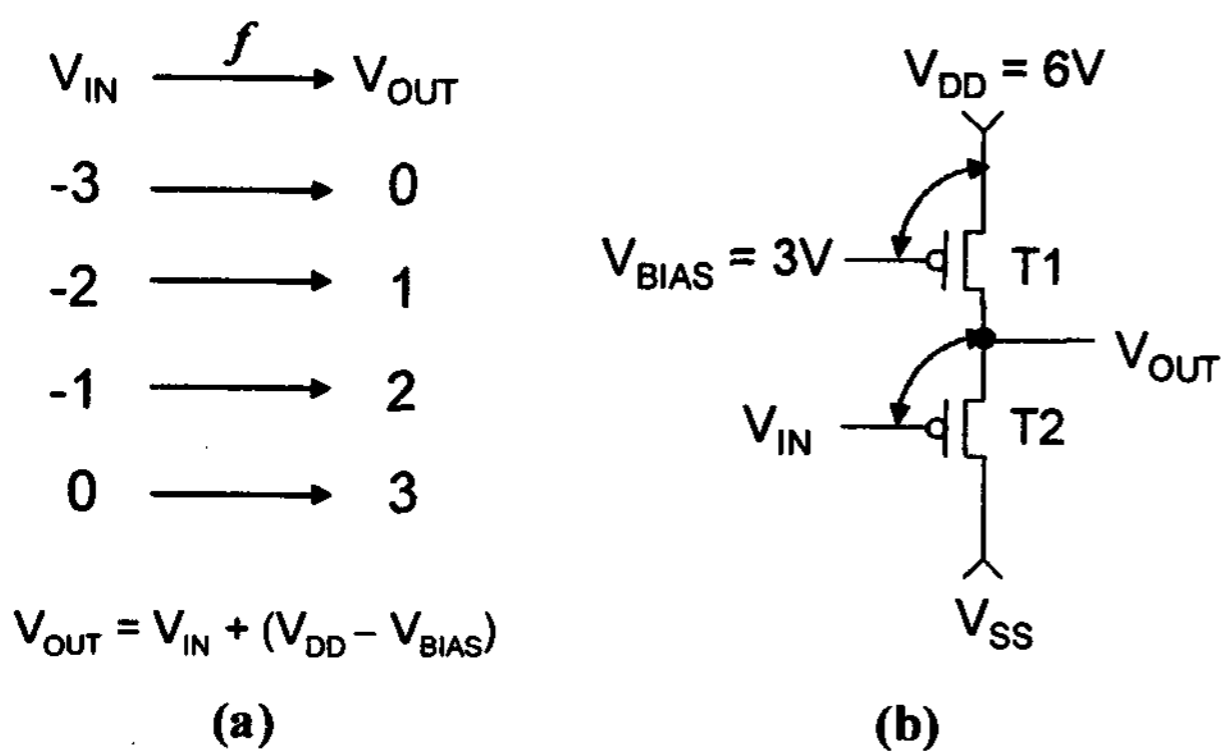 V_IN f V_OUT
-3 0
-2 1
-1 2
0 3
V_OUT = V_IN + (V_DD – V_BIAS)
(a)
V_DD = 6V
V_BIAS = 3V T1
V_OUT
V_IN T2
V_SS
(b)